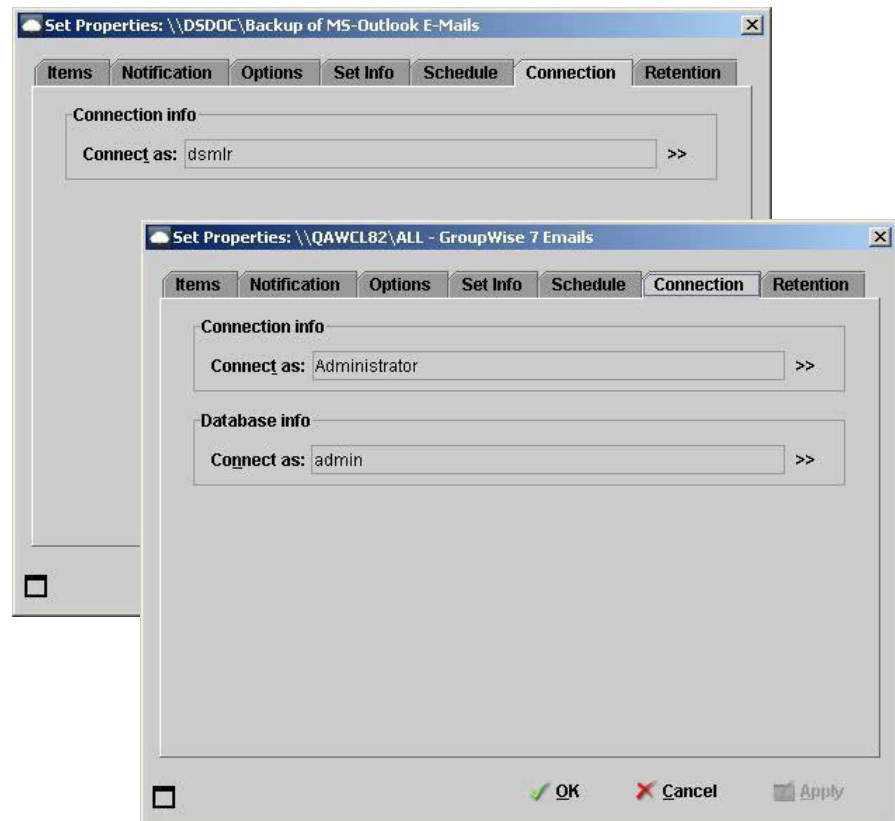 Set Properties: \\DSDOC\Backup of MS-Outlook E-Mails
Items Notification Options Set Info Schedule Connection Retention
Connection info
Connect as: dsmlr >>
Set Properties: \\QAWCL82\ALL - GroupWise 7 Emails
Items Notification Options Set Info Schedule Connection Retention
Connection info
Connect as: Administrator >>
Database info
Connect as: admin >>
OK Cancel Apply